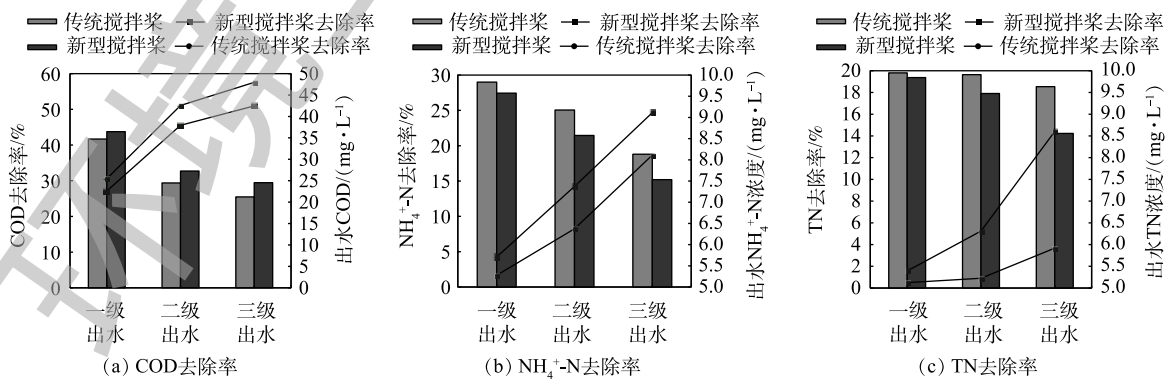 传统搅拌桨 新型搅拌桨去除率
新型搅拌桨 传统搅拌桨去除率
COD去除率/%
60
50
40
30
20
10
0
50
45
40
35
30
25
20
15
10
5
0
出水COD/(mg·L⁻¹)
一级出水
二级出水
三级出水
(a) COD去除率
传统搅拌桨 新型搅拌桨去除率
新型搅拌桨 传统搅拌桨去除率
NH₄⁺-N去除率/%
30
25
20
15
10
5
0
10.0
9.5
9.0
8.5
8.0
7.5
7.0
6.5
6.0
5.5
5.0
出水NH₄⁺-N浓度/(mg·L⁻¹)
一级出水
二级出水
三级出水
(b) NH₄⁺-N去除率
传统搅拌桨 新型搅拌桨去除率
新型搅拌桨 传统搅拌桨去除率
TN去除率/%
20
18
16
14
12
10
8
6
4
2
0
10.0
9.5
9.0
8.5
8.0
7.5
7.0
6.5
6.0
5.5
5.0
出水TN浓度/(mg·L⁻¹)
一级出水
二级出水
三级出水
(c) TN去除率
环境